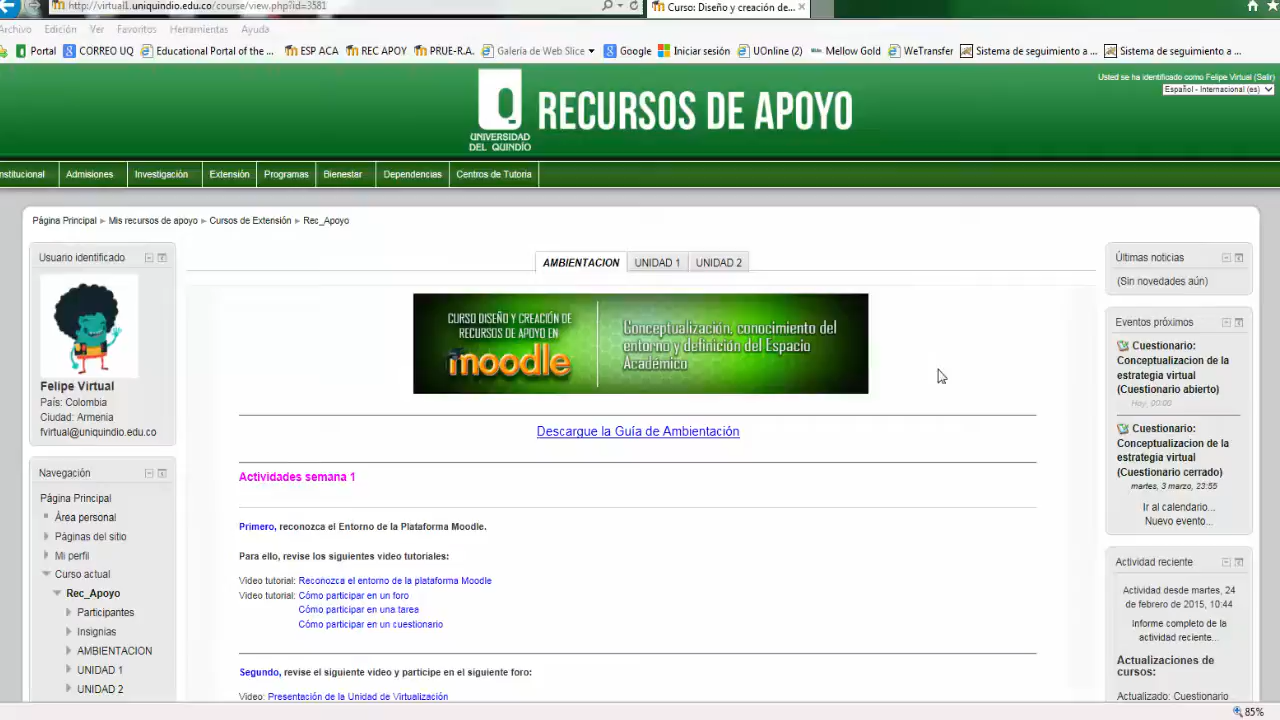 http://virtual1.uniquindio.edu.co/course/view.php?id=3581
Curso: Diseño y creación de...
Archivo Edición Ver Favoritos Herramientas Ayuda
Portal CORREO UQ Educational Portal of the ... ESP ACA REC APOY PRUE-R.A. Galería de Web Slice Google Iniciar sesión UOnline (2) Mellow Gold WeTransfer Sistema de seguimiento a ... Sistema de seguimiento a ...
Usted se ha identificado como Felipe Virtual (Salir)
Español - Internacional (es)
UNIVERSIDAD
DEL QUINDÍO
RECURSOS DE APOYO
nstitucional Admisiones Investigación Extensión Programas Bienestar Dependencias Centros de Tutoria
Página Principal ► Mis recursos de apoyo ► Cursos de Extensión ► Rec_Apoyo
Usuario identificado
Felipe Virtual
País: Colombia
Ciudad: Armenia
fvirtual@uniquindio.edu.co
Navegación
Página Principal
Área personal
Páginas del sitio
Mi perfil
Curso actual
Rec_Apoyo
Participantes
Insignias
AMBIENTACION
UNIDAD 1
UNIDAD 2
AMBIENTACION UNIDAD 1 UNIDAD 2
CURSO DISEÑO Y CREACIÓN DE
RECURSOS DE APOYO EN
moodle
Conceptualización, conocimiento del
entorno y definición del Espacio
Académico
Descargue la Guía de Ambientación
Actividades semana 1
Primero, reconozca el Entorno de la Plataforma Moodle.
Para ello, revise los siguientes video tutoriales:
Video tutorial: Reconozca el entorno de la plataforma Moodle
Video tutorial: Cómo participar en un foro
Cómo participar en una tarea
Cómo participar en un cuestionario
Segundo, revise el siguiente video y participe en el siguiente foro:
Video: Presentación de la Unidad de Virtualización
Últimas noticias
(Sin novedades aún)
Eventos próximos
Cuestionario:
Conceptualizacion de la
estrategia virtual
(Cuestionario abierto)
Hoy, 00:00
Cuestionario:
Conceptualizacion de la
estrategia virtual
(Cuestionario cerrado)
martes, 3 marzo, 23:55
Ir al calendario...
Nuevo evento...
Actividad reciente
Actividad desde martes, 24
de febrero de 2015, 10:44
Informe completo de la
actividad reciente...
Actualizaciones de
cursos:
Actualizado: Cuestionario
85%